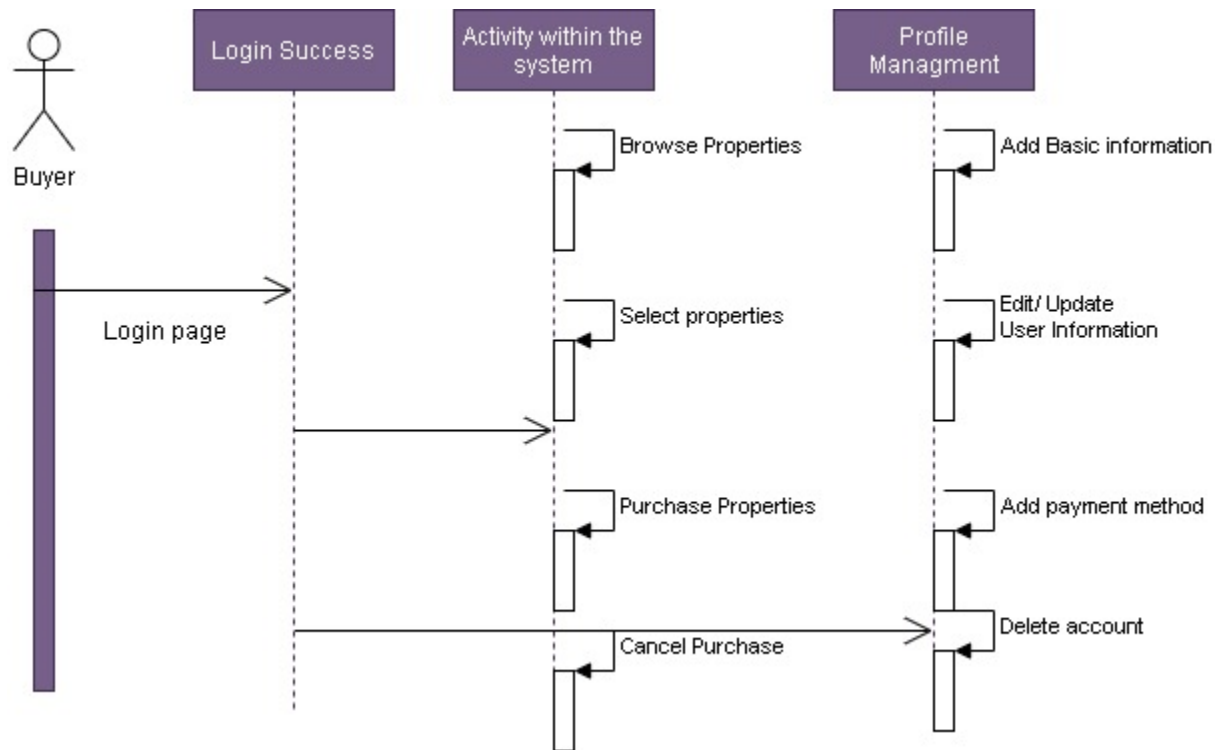 Login Success
Activity within the
system
Profile
Managment
Buyer
Browse Properties
Add Basic information
Login page
Select properties
Edit/ Update
User Information
Purchase Properties
Add payment method
Cancel Purchase
Delete account